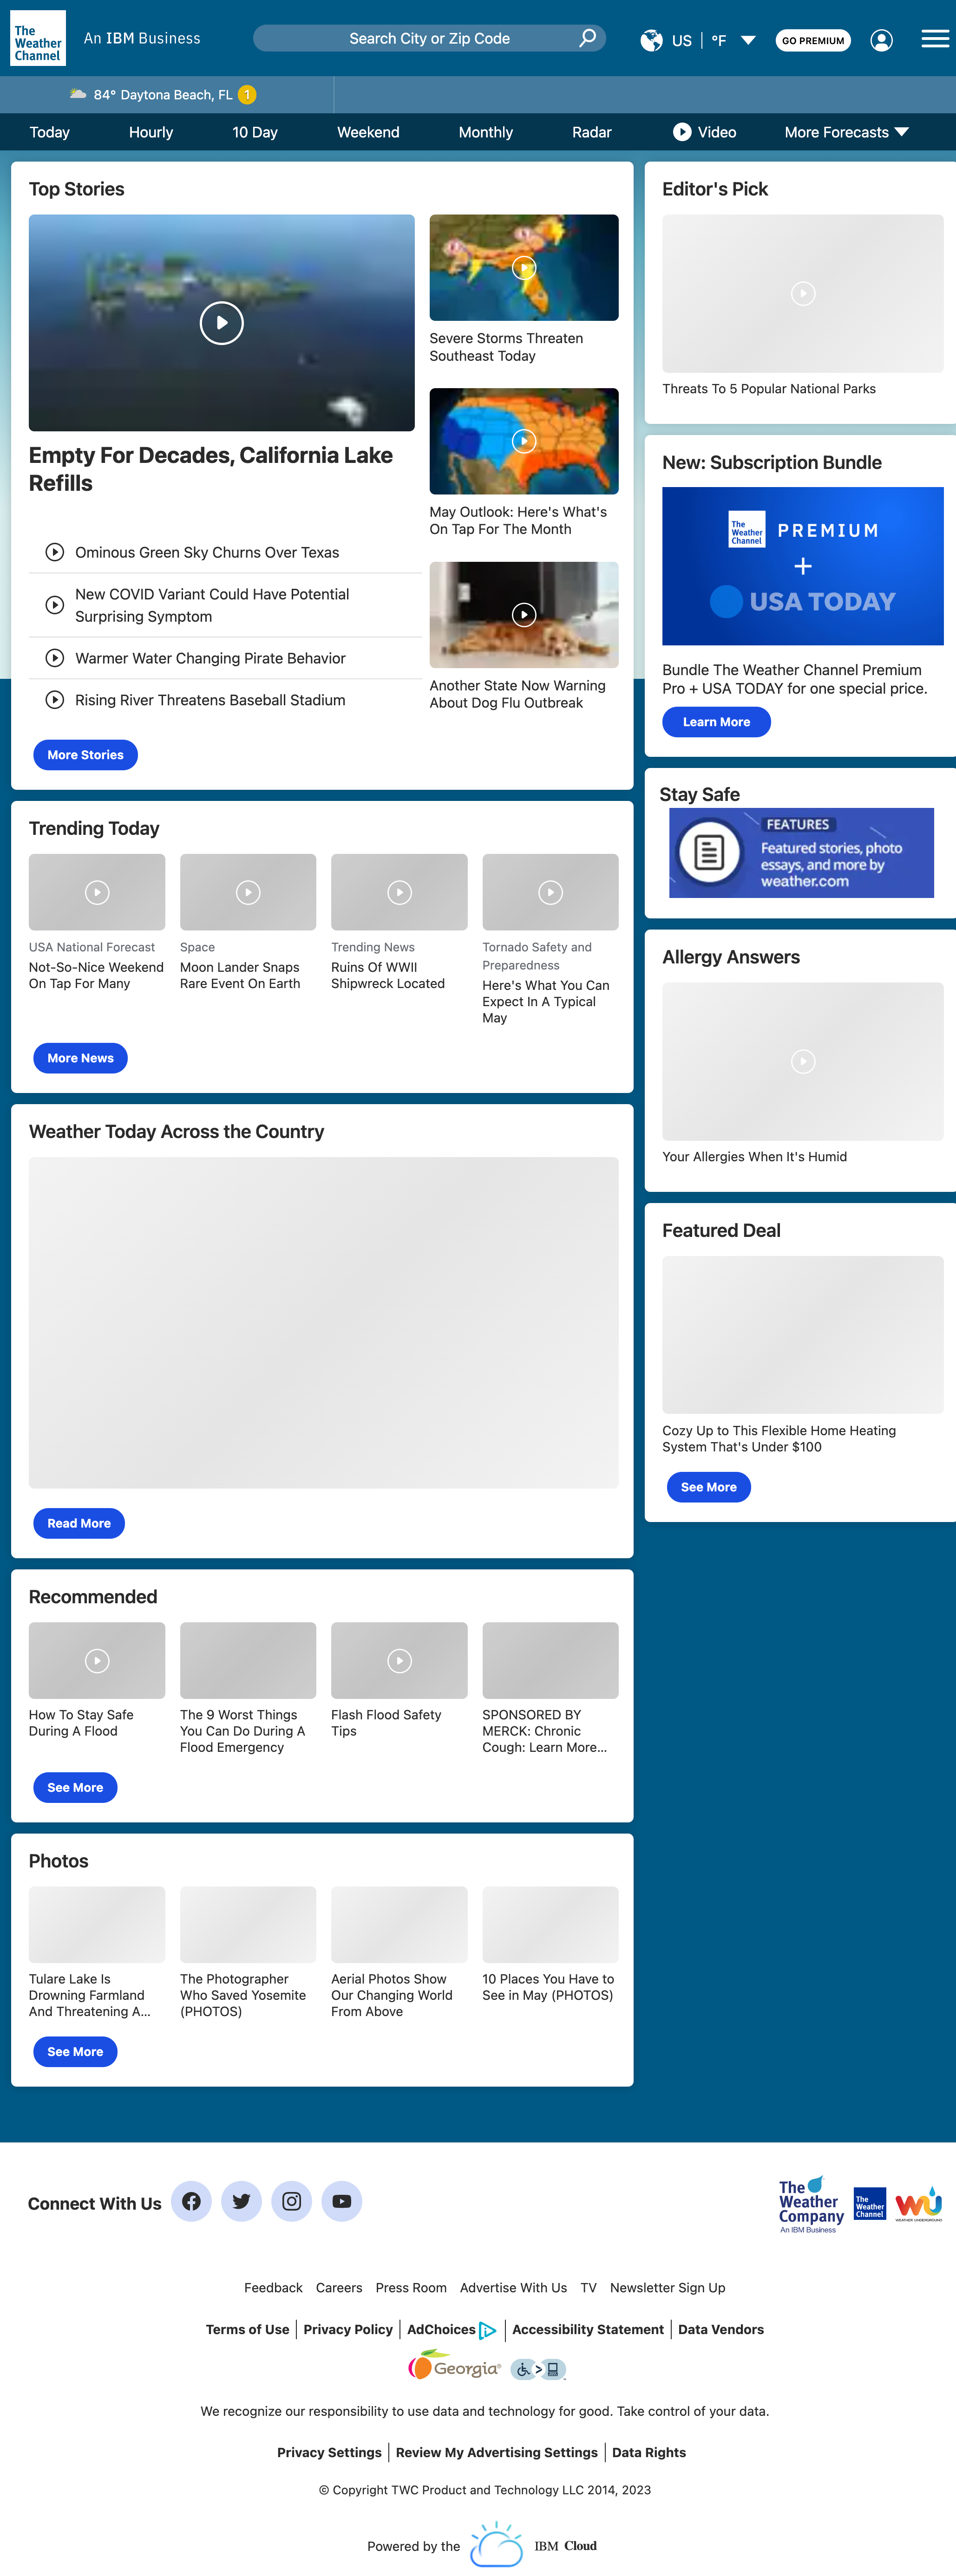 The
Weather
Channel
An IBM Business
Search City or Zip Code
US
°F
GO PREMIUM
84° Daytona Beach, FL 1
Today
Hourly
10 Day
Weekend
Monthly
Radar
Video
More Forecasts
Top Stories
Empty For Decades, California Lake
Refills
Ominous Green Sky Churns Over Texas
New COVID Variant Could Have Potential
Surprising Symptom
Warmer Water Changing Pirate Behavior
Rising River Threatens Baseball Stadium
More Stories
Severe Storms Threaten
Southeast Today
May Outlook: Here's What's
On Tap For The Month
Another State Now Warning
About Dog Flu Outbreak
Editor's Pick
Threats To 5 Popular National Parks
New: Subscription Bundle
The
Weather
Channel
PREMIUM
+
USA TODAY
Bundle The Weather Channel Premium
Pro + USA TODAY for one special price.
Learn More
Stay Safe
FEATURES
Featured stories, photo
essays, and more by
weather.com
Allergy Answers
Your Allergies When It's Humid
Featured Deal
Cozy Up to This Flexible Home Heating
System That's Under $100
See More
Trending Today
USA National Forecast
Not-So-Nice Weekend
On Tap For Many
Space
Moon Lander Snaps
Rare Event On Earth
Trending News
Ruins Of WWII
Shipwreck Located
Tornado Safety and
Preparedness
Here's What You Can
Expect In A Typical
May
More News
Weather Today Across the Country
Read More
Recommended
How To Stay Safe
During A Flood
The 9 Worst Things
You Can Do During A
Flood Emergency
Flash Flood Safety
Tips
SPONSORED BY
MERCK: Chronic
Cough: Learn More...
See More
Photos
Tulare Lake Is
Drowning Farmland
And Threatening A...
The Photographer
Who Saved Yosemite
(PHOTOS)
Aerial Photos Show
Our Changing World
From Above
10 Places You Have to
See in May (PHOTOS)
See More
Connect With Us
The
Weather
Company
An IBM Business
The
Weather
Channel
WU
WEATHER UNDERGROUND
Feedback
Careers
Press Room
Advertise With Us
TV
Newsletter Sign Up
Terms of Use
Privacy Policy
AdChoices
Accessibility Statement
Data Vendors
Georgia®
We recognize our responsibility to use data and technology for good. Take control of your data.
Privacy Settings
Review My Advertising Settings
Data Rights
© Copyright TWC Product and Technology LLC 2014, 2023
Powered by the
IBM Cloud